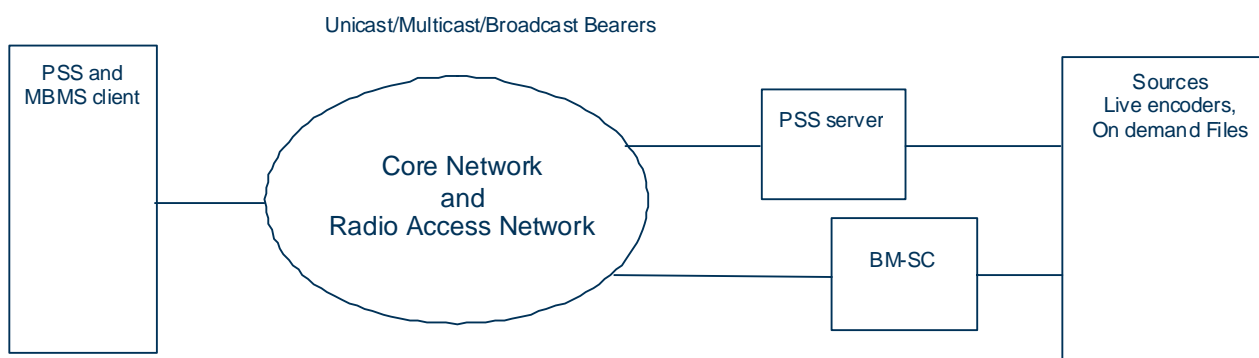 Unicast/Multicast/Broadcast Bearers
PSS and
MBMS client
Core Network
and
Radio Access Network
PSS server
BM-SC
Sources
Live encoders,
On demand Files